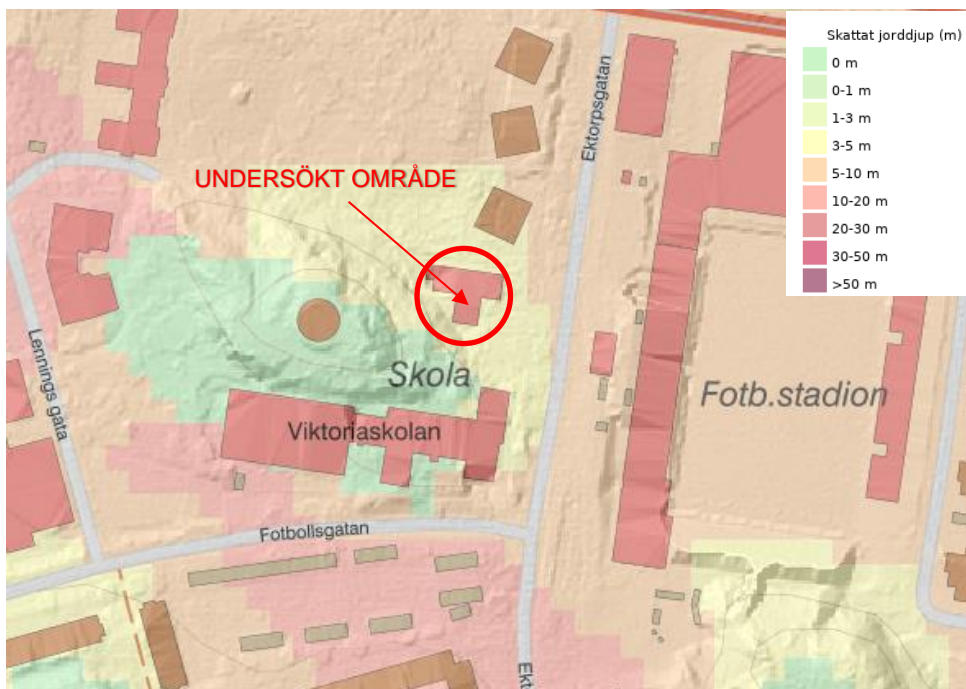 Skattat jorddjup (m)
0 m
0-1 m
1-3 m
3-5 m
5-10 m
10-20 m
20-30 m
30-50 m
>50 m
Ektorpsgatan
UNDERSÖKT OMRÅDE
Lennings gata
Skola
Fotb.stadion
Viktoriaskolan
Fotbollsgatan
Ekt